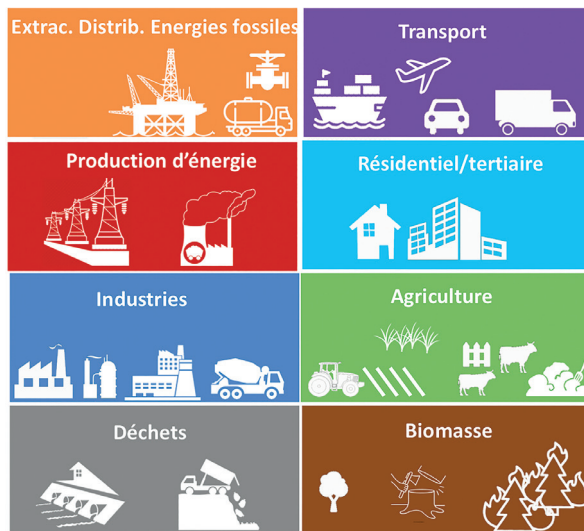 Extrac. Distrib. Energies fossiles
Transport
Production d'énergie
Résidentiel/tertiaire
Industries
Agriculture
Déchets
Biomasse